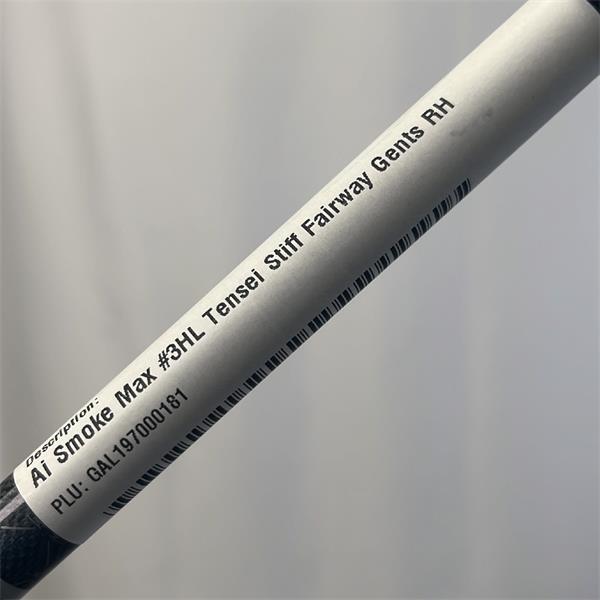 Description:
Ai Smoke Max #3HL Tensei Stiff Fairway Gents RH
PLU: GAL197000181